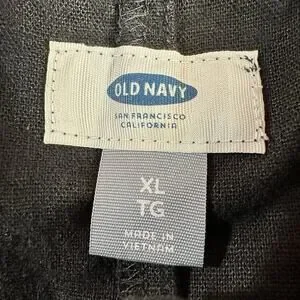 OLD NAVY
SAN FRANCISCO
CALIFORNIA
XL
TG
MADE IN
VIETNAM